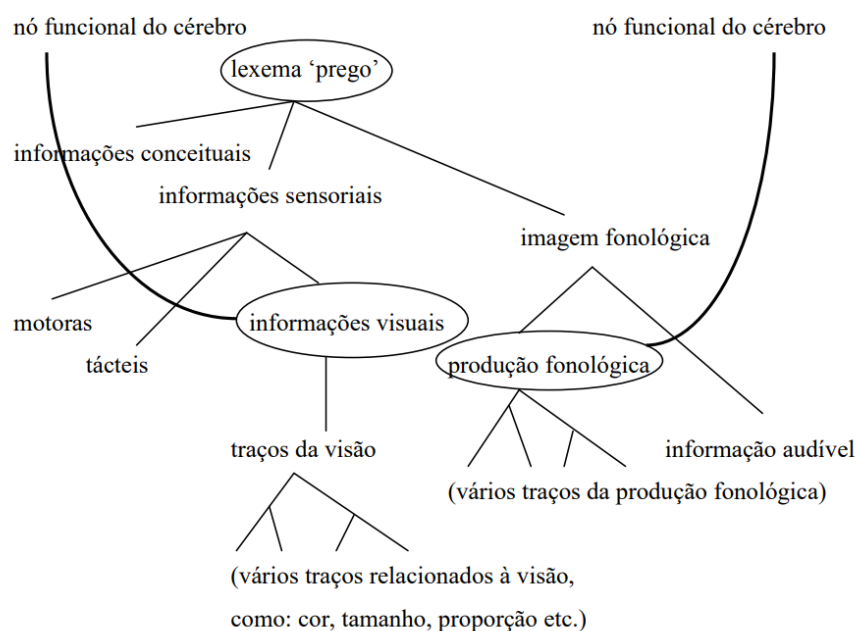 nó funcional do cérebro
nó funcional do cérebro
lexema ‘prego’
informações conceituais
informações sensoriais
imagem fonológica
motoras
informações visuais
tácteis
produção fonológica
traços da visão
informação audível
(vários traços da produção fonológica)
(vários traços relacionados à visão,
como: cor, tamanho, proporção etc.)